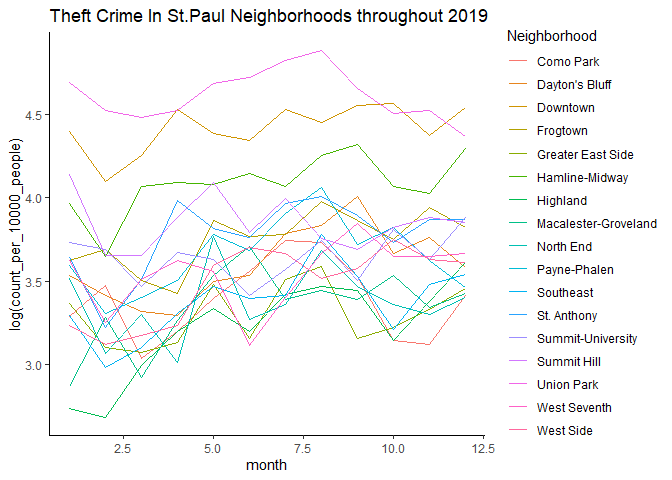 Theft Crime In St.Paul Neighborhoods throughout 2019
log(count_per_10000_people)
4.5
4.0
3.5
3.0
2.5
5.0
7.5
10.0
12.5
month
Neighborhood
Como Park
Dayton's Bluff
Downtown
Frogtown
Greater East Side
Hamline-Midway
Highland
Macalester-Groveland
North End
Payne-Phalen
Southeast
St. Anthony
Summit-University
Summit Hill
Union Park
West Seventh
West Side